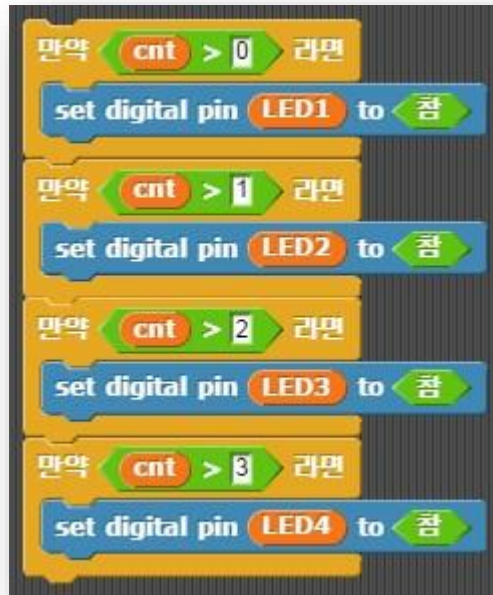 만약 cnt > 0 라면
set digital pin LED1 to 참
만약 cnt > 1 라면
set digital pin LED2 to 참
만약 cnt > 2 라면
set digital pin LED3 to 참
만약 cnt > 3 라면
set digital pin LED4 to 참